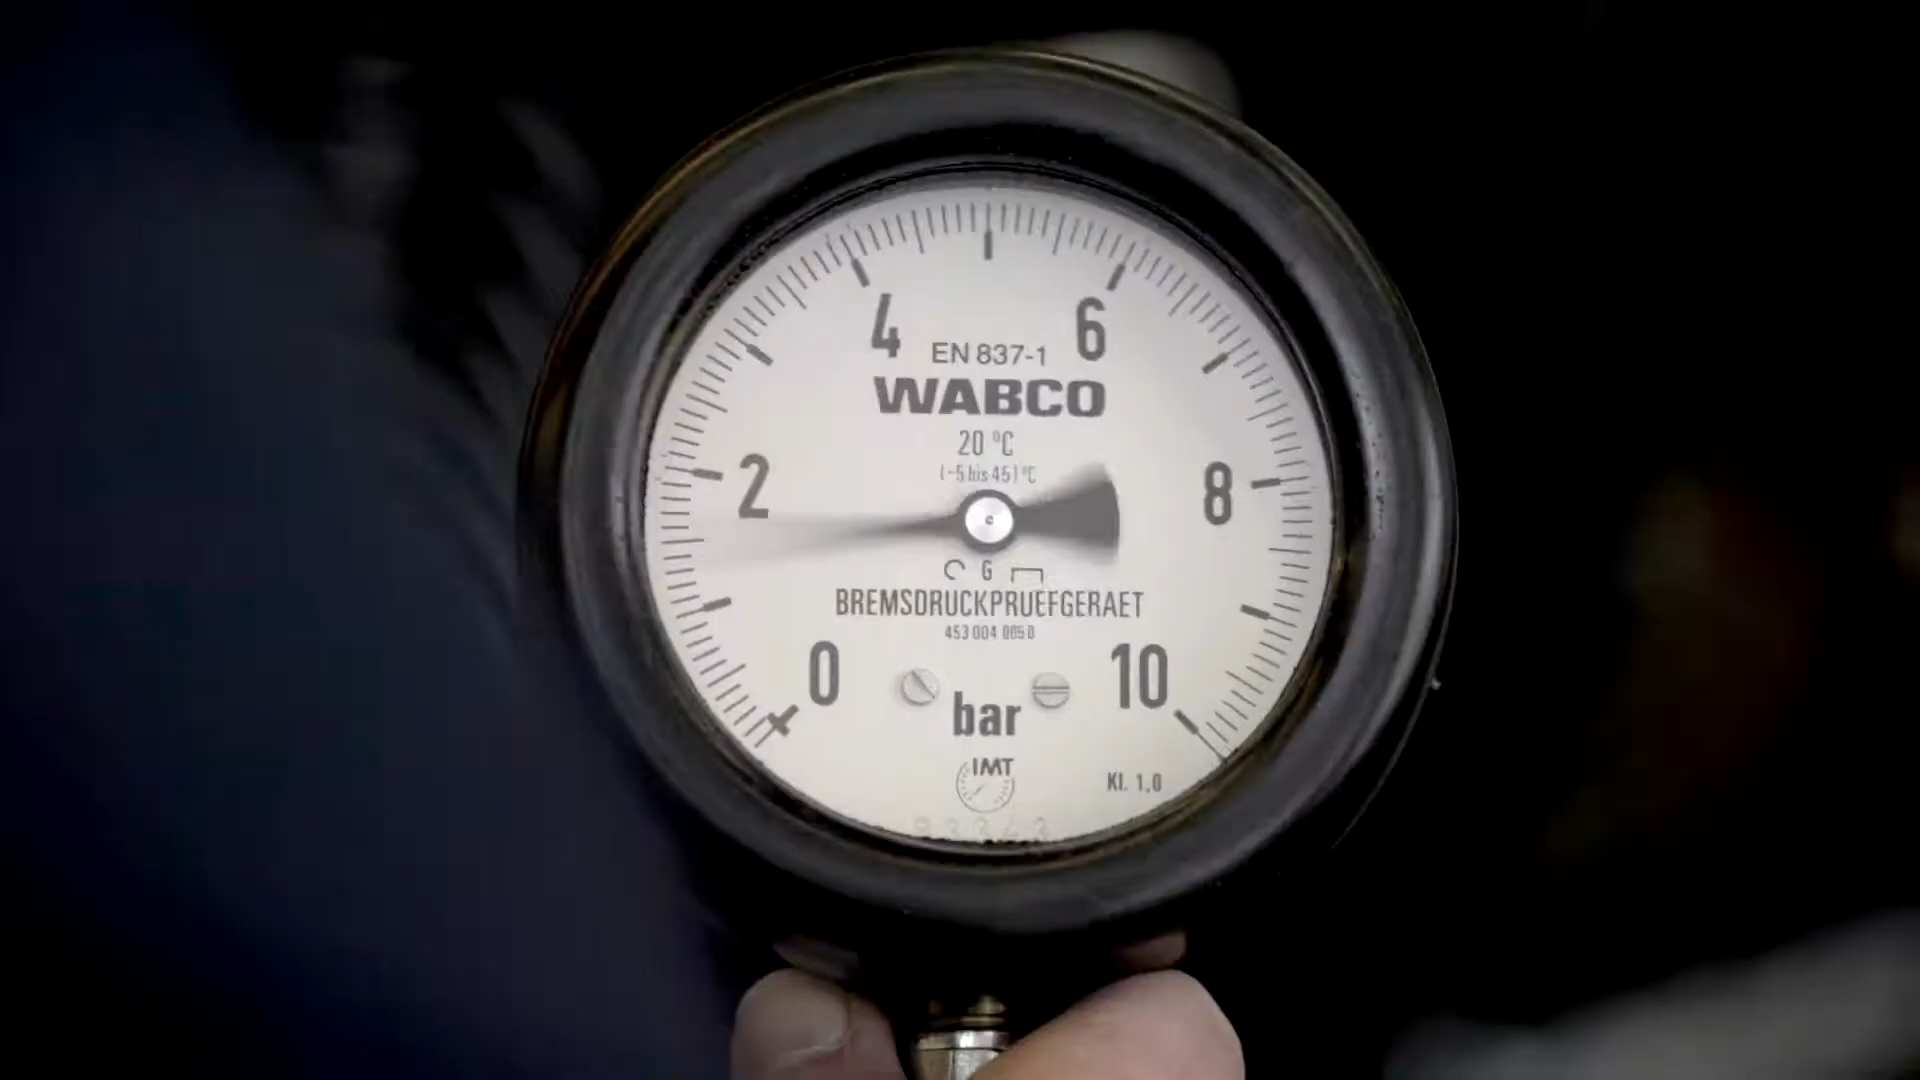 4 6
EN 837-1
WABCO
20 °C
(-5 bis 45) °C
2 8
G
BREMSDRUCKPRUEFGERAET
453 004 005 0
0 10
bar
IMT
Kl. 1,0